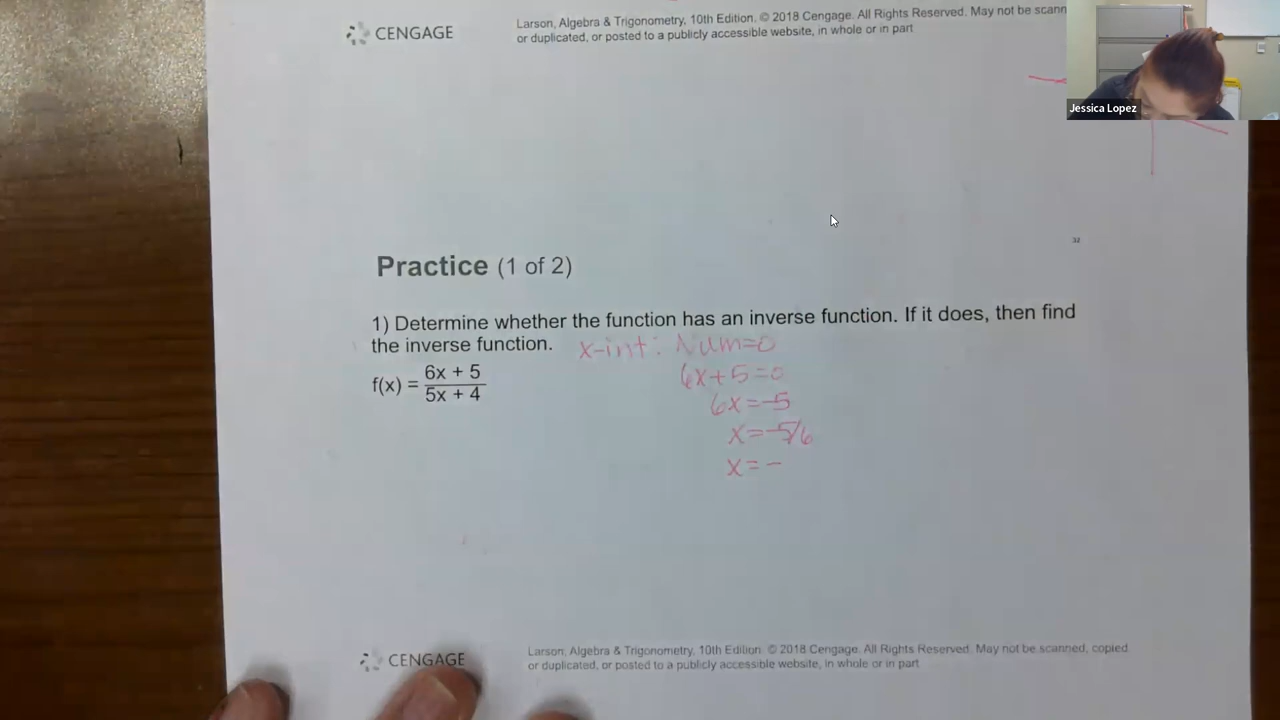 CENGAGE
Larson, Algebra & Trigonometry, 10th Edition. © 2018 Cengage. All Rights Reserved. May not be scann
or duplicated, or posted to a publicly accessible website, in whole or in part
Jessica Lopez
32
Practice (1 of 2)
1) Determine whether the function has an inverse function. If it does, then find
the inverse function.
x-int: Num=0
f(x) = 6x + 5 / 5x + 4
6x+5=0
6x=-5
x=-5/6
x=-
CENGAGE
Larson, Algebra & Trigonometry, 10th Edition. © 2018 Cengage. All Rights Reserved. May not be scanned, copied
or duplicated, or posted to a publicly accessible website, in whole or in part